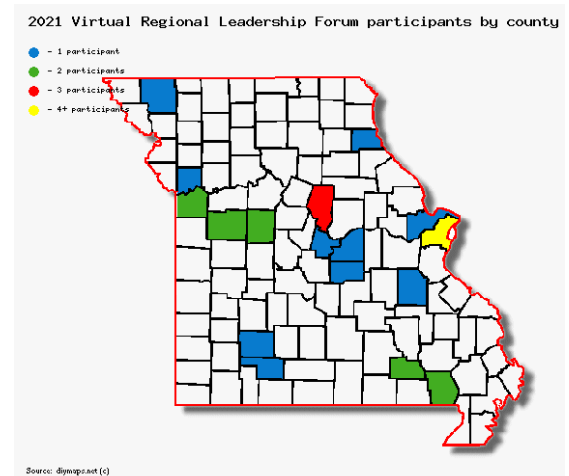 2021 Virtual Regional Leadership Forum participants by county
- 1 participant
- 2 participants
- 3 participants
- 4+ participants
Source: diymaps.net (c)